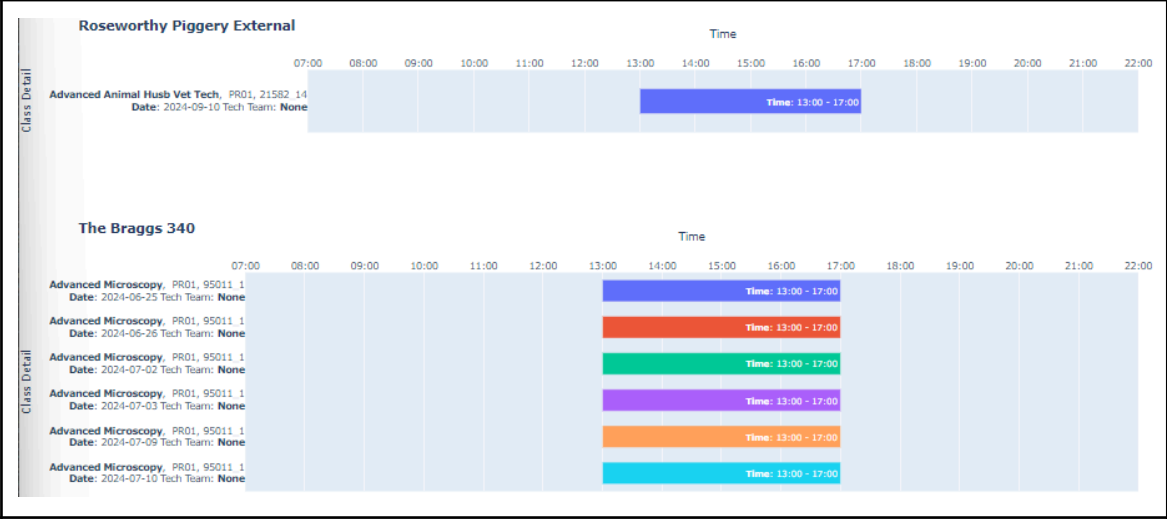 Roseworthy Piggery External
Time
07:00 08:00 09:00 10:00 11:00 12:00 13:00 14:00 15:00 16:00 17:00 18:00 19:00 20:00 21:00 22:00
Class Detail
Advanced Animal Husb Vet Tech, PR01, 21582_14
Date: 2024-09-10 Tech Team: None
Time: 13:00 - 17:00
The Braggs 340
Time
07:00 08:00 09:00 10:00 11:00 12:00 13:00 14:00 15:00 16:00 17:00 18:00 19:00 20:00 21:00 22:00
Class Detail
Advanced Microscopy, PR01, 95011_1
Date: 2024-06-25 Tech Team: None
Time: 13:00 - 17:00
Advanced Microscopy, PR01, 95011_1
Date: 2024-06-26 Tech Team: None
Time: 13:00 - 17:00
Advanced Microscopy, PR01, 95011_1
Date: 2024-07-02 Tech Team: None
Time: 13:00 - 17:00
Advanced Microscopy, PR01, 95011_1
Date: 2024-07-03 Tech Team: None
Time: 13:00 - 17:00
Advanced Microscopy, PR01, 95011_1
Date: 2024-07-09 Tech Team: None
Time: 13:00 - 17:00
Advanced Microscopy, PR01, 95011_1
Date: 2024-07-10 Tech Team: None
Time: 13:00 - 17:00